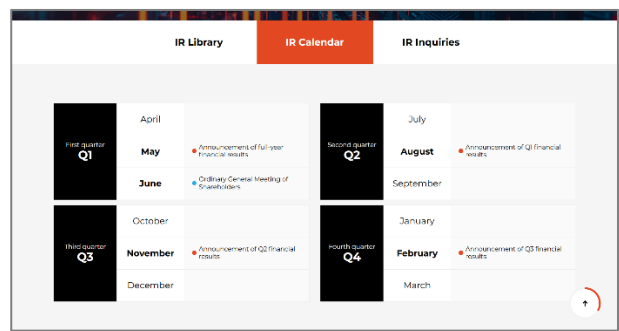 IR Library
IR Calendar
IR Inquiries
First quarter
Q1
April
May
Announcement of full-year
financial results
June
Ordinary General Meeting of
Shareholders
Second quarter
Q2
July
August
Announcement of Q1 financial
results
September
Third quarter
Q3
October
November
Announcement of Q2 financial
results
December
Fourth quarter
Q4
January
February
Announcement of Q3 financial
results
March